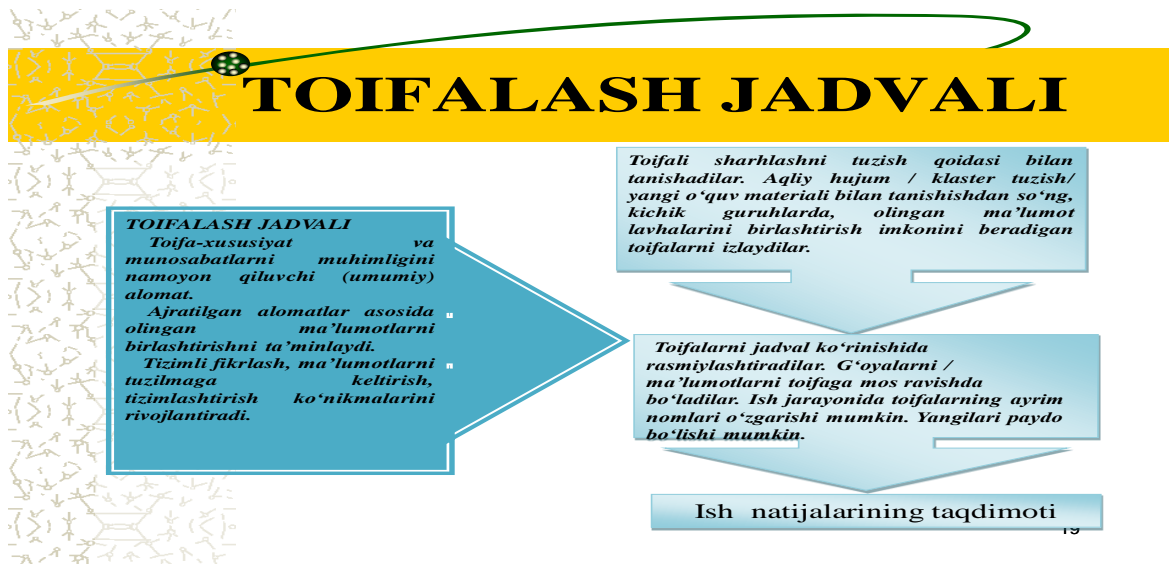 TOIFALASH JADVALI
TOIFALASH JADVALI
Toifa-xususiyat va
munosabatlarni muhimligini
namoyon qiluvchi (umumiy)
alomat.
Ajratilgan alomatlar asosida
olingan ma’lumotlarni
birlashtirishni ta’minlaydi.
Tizimli fikrlash, ma’lumotlarni
tuzilmaga keltirish,
tizimlashtirish ko‘nikmalarini
rivojlantiradi.
Toifali sharhlashni tuzish qoidasi bilan
tanishadilar. Aqliy hujum / klaster tuzish/
yangi o‘quv materiali bilan tanishishdan so‘ng,
kichik guruhlarda, olingan ma’lumot
lavhalarini birlashtirish imkonini beradigan
toifalarni izlaydilar.
Toifalarni jadval ko‘rinishida
rasmiylashtiradilar. G‘oyalarni /
ma’lumotlarni toifaga mos ravishda
bo‘ladilar. Ish jarayonida toifalarning ayrim
nomlari o‘zgarishi mumkin. Yangilari paydo
bo‘lishi mumkin.
Ish natijalarining taqdimoti
19